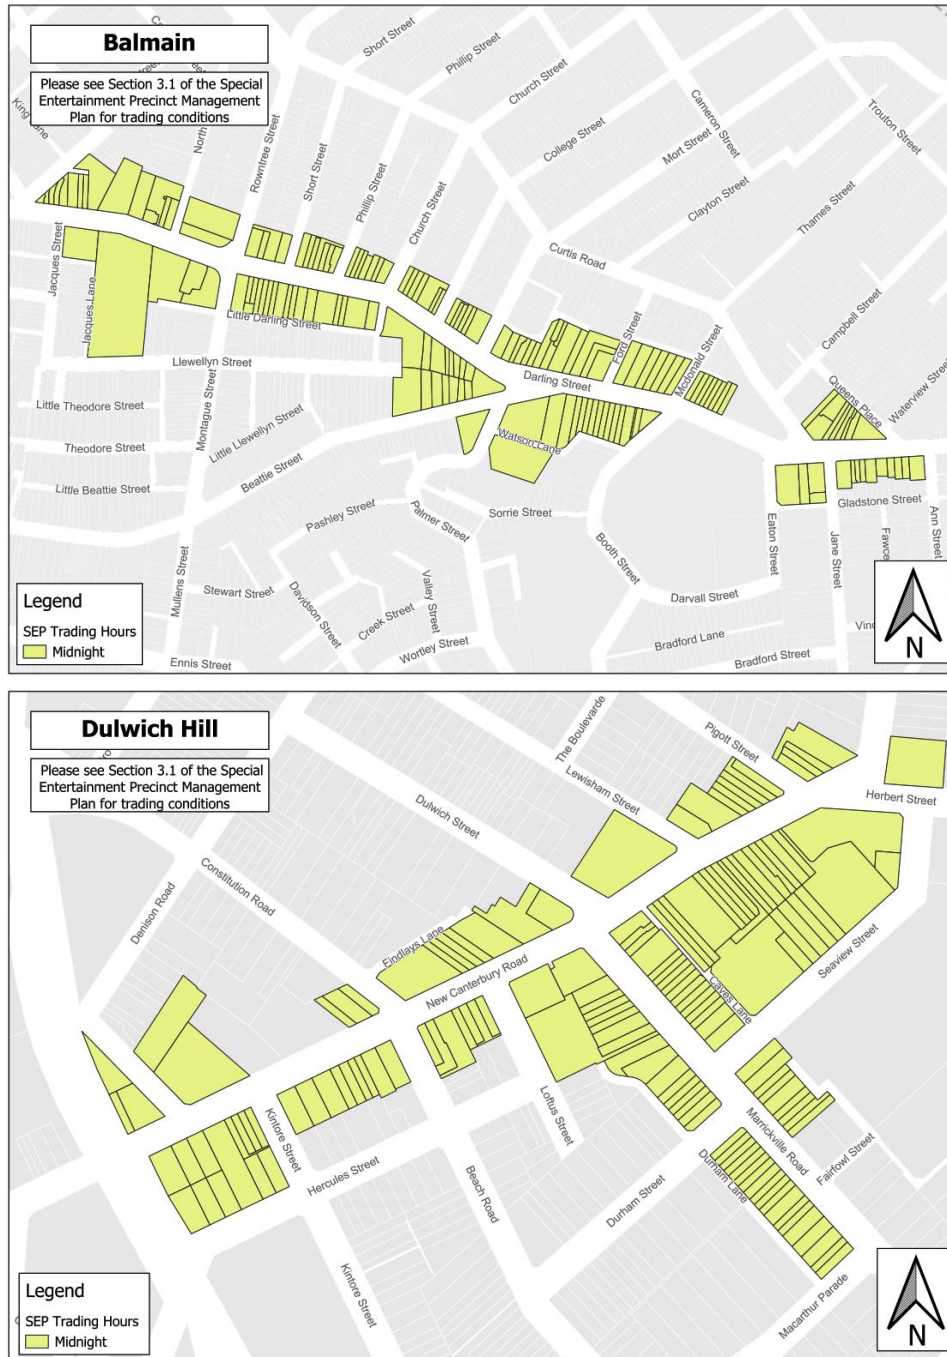 Balmain
Please see Section 3.1 of the Special
Entertainment Precinct Management
Plan for trading conditions
Short Street
Phillip Street
Church Street
College Street
Cameron Street
Mort Street
Clayton Street
Trouton Street
Thames Street
North
Rowntree Street
Short Street
Phillip Street
Church Street
Curtis Road
Campbell Street
Jacques Street
Jacques Lane
Little Darling Street
Llewellyn Street
Darling Street
Ford Street
Mcdonald Street
Queens Place
Waterview Street
Little Theodore Street
Theodore Street
Little Beattie Street
Montague Street
Little Llewellyn Street
Beattie Street
Watson Lane
Pashley Street
Palmer Street
Sorrie Street
Booth Street
Eaton Street
Jane Street
Gladstone Street
Ann Street
Mullens Street
Stewart Street
Davidson Street
Creek Street
Valley Street
Wortley Street
Darvall Street
Bradford Lane
Bradford Street
Ennis Street
Legend
SEP Trading Hours
Midnight
N
Dulwich Hill
Please see Section 3.1 of the Special
Entertainment Precinct Management
Plan for trading conditions
The Boulevarde
Pigott Street
Lewisham Street
Dulwich Street
Herbert Street
Constitution Road
Denison Road
Findlays Lane
New Canterbury Road
Seaview Street
Caves Lane
Kintore Street
Hercules Street
Loftus Street
Beach Road
Durham Street
Durham Lane
Marrickville Road
Fairfowl Street
Kintore Street
Macarthur Parade
Legend
SEP Trading Hours
Midnight
N